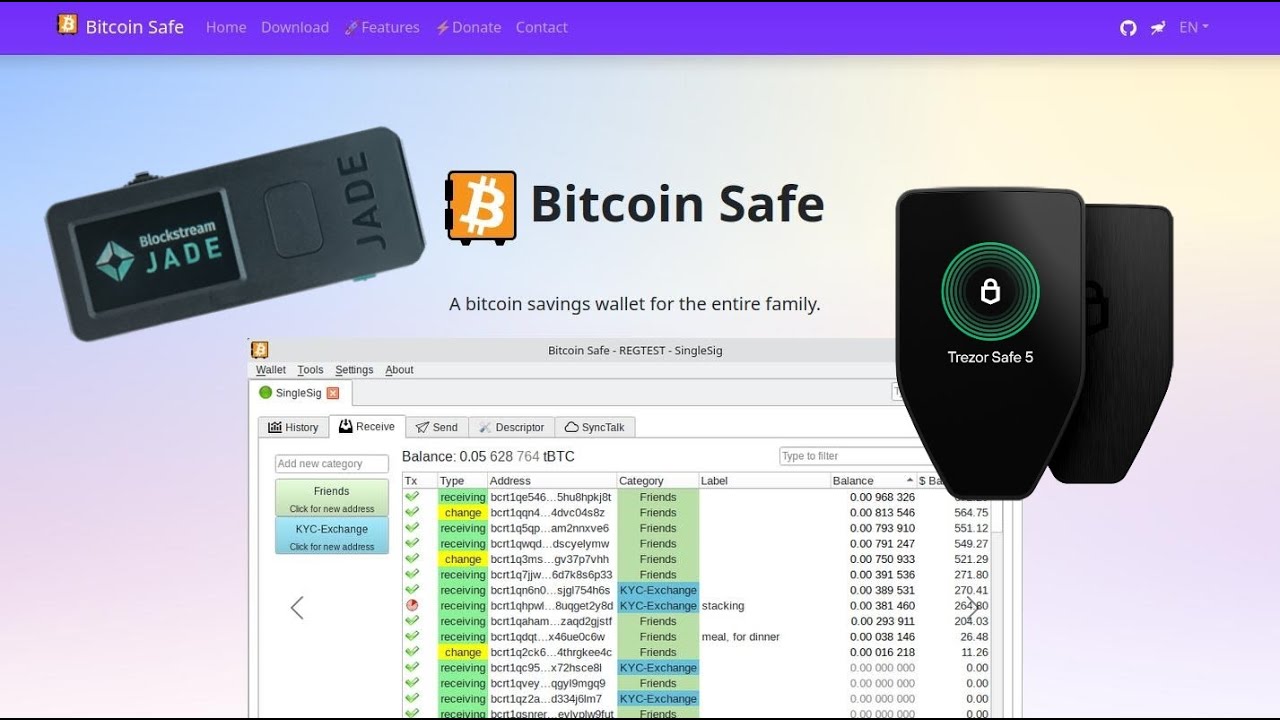 Bitcoin Safe Home Download 🚀Features ⚡Donate Contact EN
Blockstream
JADE
JADE
Bitcoin Safe
A bitcoin savings wallet for the entire family.
Trezor Safe 5
Bitcoin Safe - REGTEST - SingleSig
Wallet Tools Settings About
SingleSig
History Receive Send Descriptor SyncTalk
Add new category
Friends
Click for new address
KYC-Exchange
Click for new address
Balance: 0.05 628 764 tBTC
Type to filter
Tx Type Address Category Label Balance $ Ba
receiving bcrt1qe546…5hu8hpkj8t Friends 0.00 968 326
change bcrt1qqn4…4dvc04s8z Friends 0.00 813 546 564.75
receiving bcrt1q5qp…am2nnxve6 Friends 0.00 793 910 551.12
receiving bcrt1qwqd…dscyelymw Friends 0.00 791 247 549.27
change bcrt1q3ms…gv37p7vhh Friends 0.00 750 933 521.29
receiving bcrt1q7jjw…6d7k8s6p33 Friends 0.00 391 536 271.80
receiving bcrt1qn6n0…sjgl754h6s KYC-Exchange 0.00 389 531 270.41
receiving bcrt1qhpwl…8uqget2y8d KYC-Exchange stacking 0.00 381 460 264.80
receiving bcrt1qaham…zaqd2gjstf Friends 0.00 293 911 204.03
receiving bcrt1qdqt…x46ue0c6w Friends meal, for dinner 0.00 038 146 26.48
change bcrt1q2ck6…4thrgkee4c Friends 0.00 016 218 11.26
receiving bcrt1qc95…x72hsce8l KYC-Exchange 0.00 000 000 0.00
receiving bcrt1qvey…qgyl9mgq9 Friends 0.00 000 000 0.00
receiving bcrt1qz2a…d334j6lm7 KYC-Exchange 0.00 000 000 0.00
receiving Friends 0.00 000 000 0.00